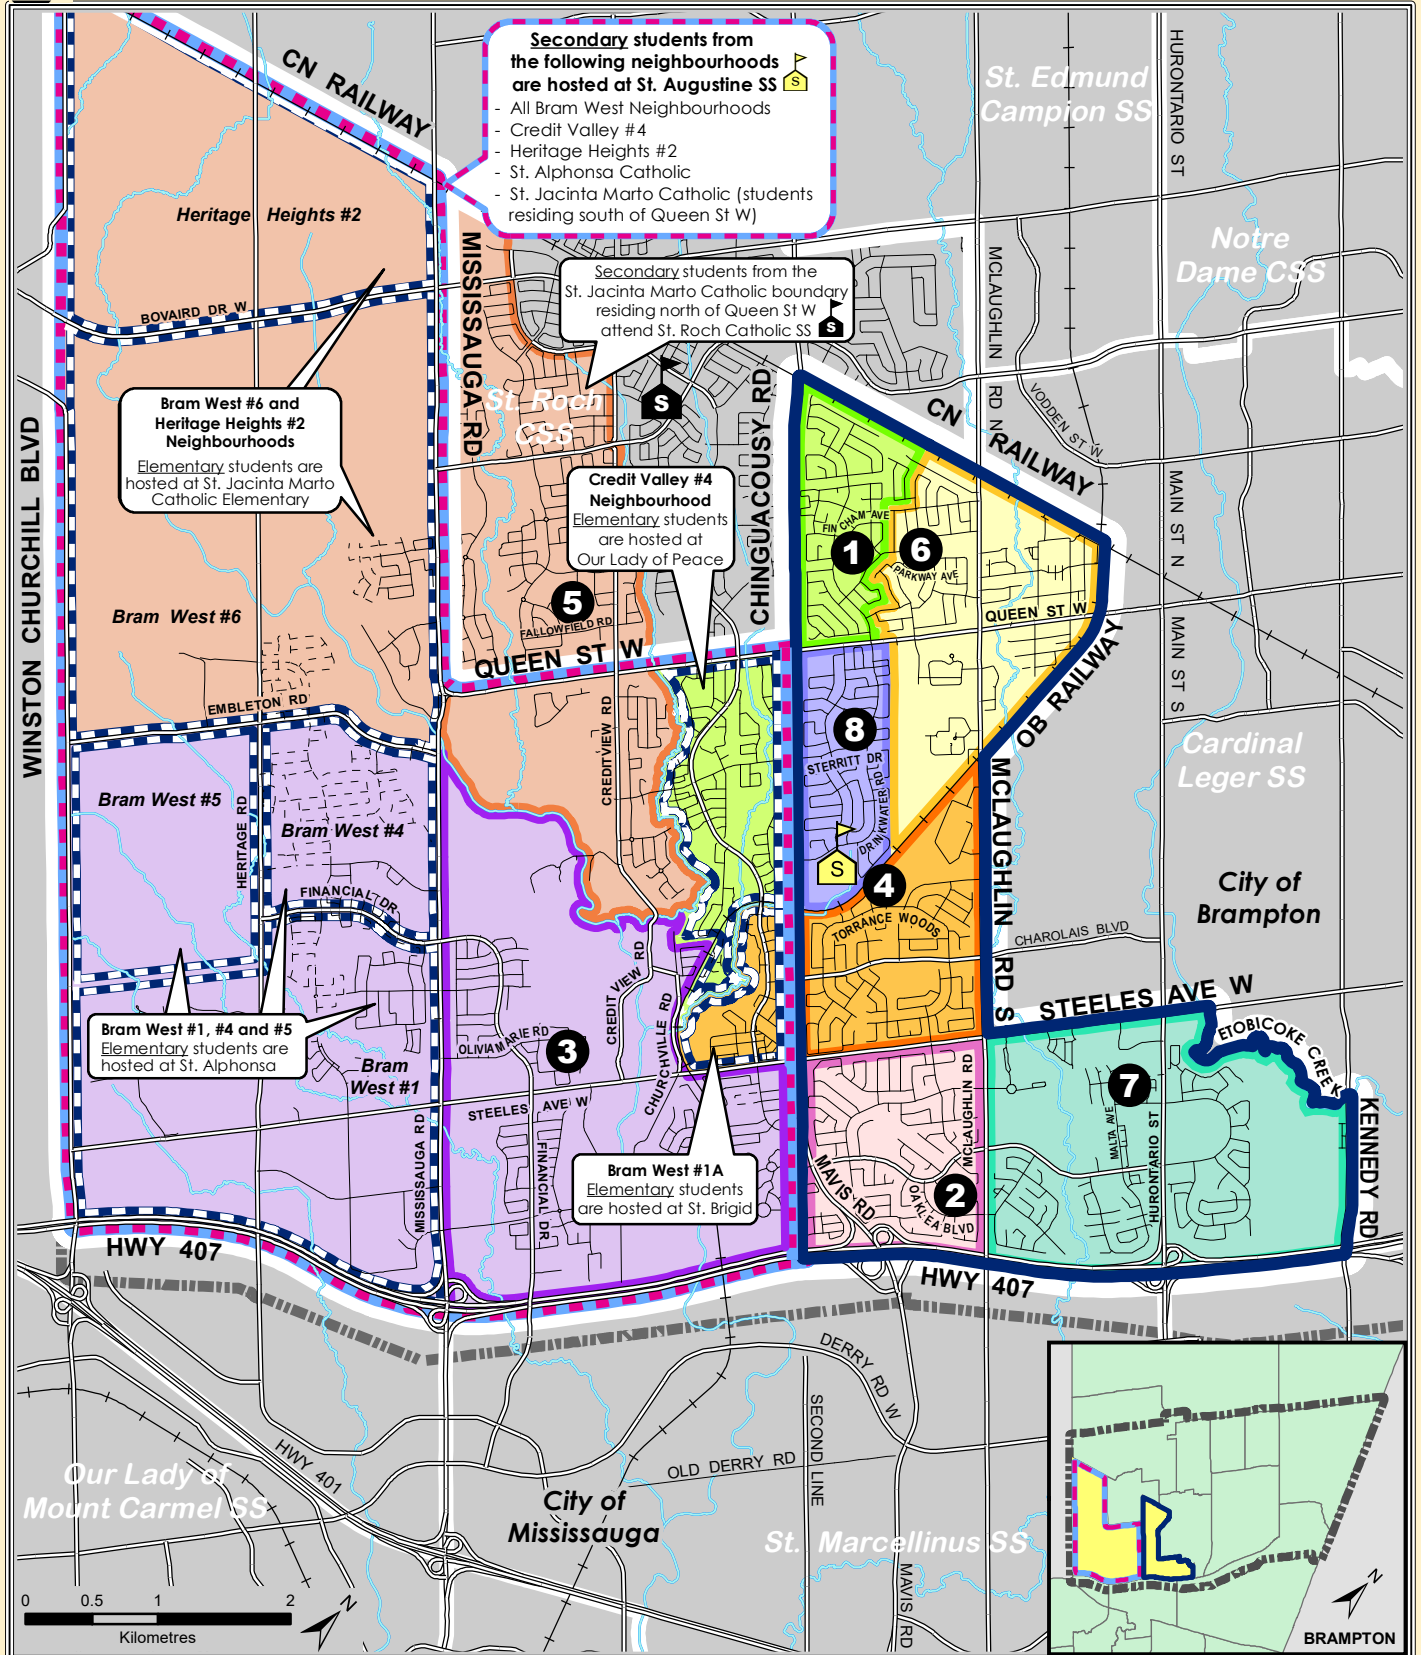 Secondary students from
the following neighbourhoods
are hosted at St. Augustine SS
S
- All Bram West Neighbourhoods
- Credit Valley #4
- Heritage Heights #2
- St. Alphonsa Catholic
- St. Jacinta Marto Catholic (students
residing south of Queen St W)
CN RAILWAY
St. Edmund
Campion SS
HURONTARIO ST
Heritage Heights #2
MISSISSAUGA RD
Notre
Dame CSS
MCLAUGHLIN RD N
Secondary students from the
St. Jacinta Marto Catholic boundary
residing north of Queen St W
attend St. Roch Catholic SS
S
BOVAIRD DR W
VODDEN ST W
St. Roch
CSS
S
CHINGUACOUSY RD
CN RAILWAY
Bram West #6 and
Heritage Heights #2
Neighbourhoods
Elementary students are
hosted at St. Jacinta Marto
Catholic Elementary
WINSTON CHURCHILL BLVD
MAIN ST N
Credit Valley #4
Neighbourhood
Elementary students
are hosted at
Our Lady of Peace
FINCHAM AVE
1
6
PARKWAY AVE
5
FALLOWFIELD RD
Bram West #6
QUEEN ST W
QUEEN ST W
MAIN ST S
OB RAILWAY
EMBLETON RD
CREDITVIEW RD
8
STERRITT DR
DRINKWATER RD
S
Cardinal
Leger SS
MCLAUGHLIN RD S
Bram West #5
HERITAGE RD
Bram West #4
FINANCIAL DR
4
TORRANCE WOODS
City of
Brampton
CHAROLAIS BLVD
CREDIT VIEW RD
CHURCHVILLE RD
STEELES AVE W
ETOBICOKE CREEK
Bram West #1, #4 and #5
Elementary students are
hosted at St. Alphonsa
OLIVIA MARIE RD
3
Bram
West #1
STEELES AVE W
MISSISSAUGA RD
FINANCIAL DR
MCLAUGHLIN RD
7
MALTA AVE
HURONTARIO ST
KENNEDY RD
Bram West #1A
Elementary students
are hosted at St. Brigid
MAVIS RD
2
OAKLEA BLVD
HWY 407
HWY 407
DERRY RD W
SECOND LINE
HWY 401
OLD DERRY RD
Our Lady of
Mount Carmel SS
City of
Mississauga
St. Marcellinus SS
MAVIS RD
0 0.5 1 2
Kilometres
N
N
BRAMPTON